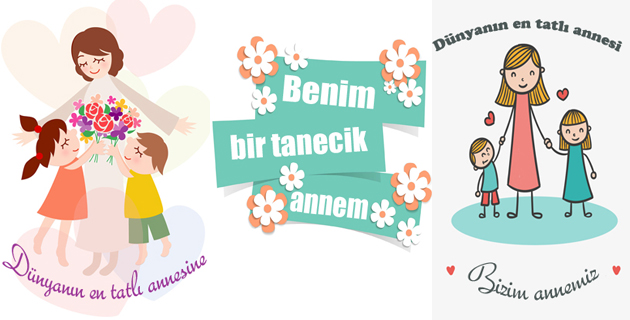 Dünyanın en tatlı annesine
Benim
bir tanecik
annem
Dünyanın en tatlı annesi
Bizim annemiz